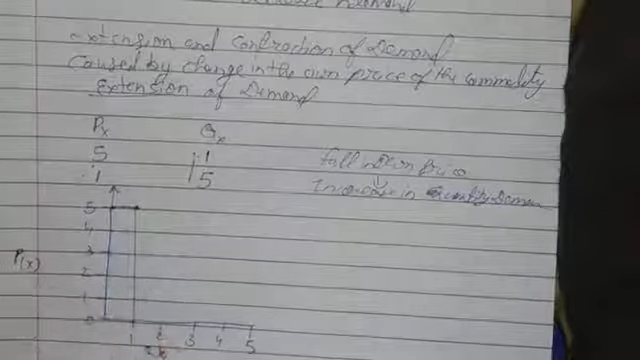 extension and contraction of Demand
Caused by change in the own price of the commodity
Extension of Demand
Px Qx
5 1
1 5
Fall in Own Price
Increase in Quantity Deman
5
4
3
P(x)
2
1
0
1 2 3 4 5